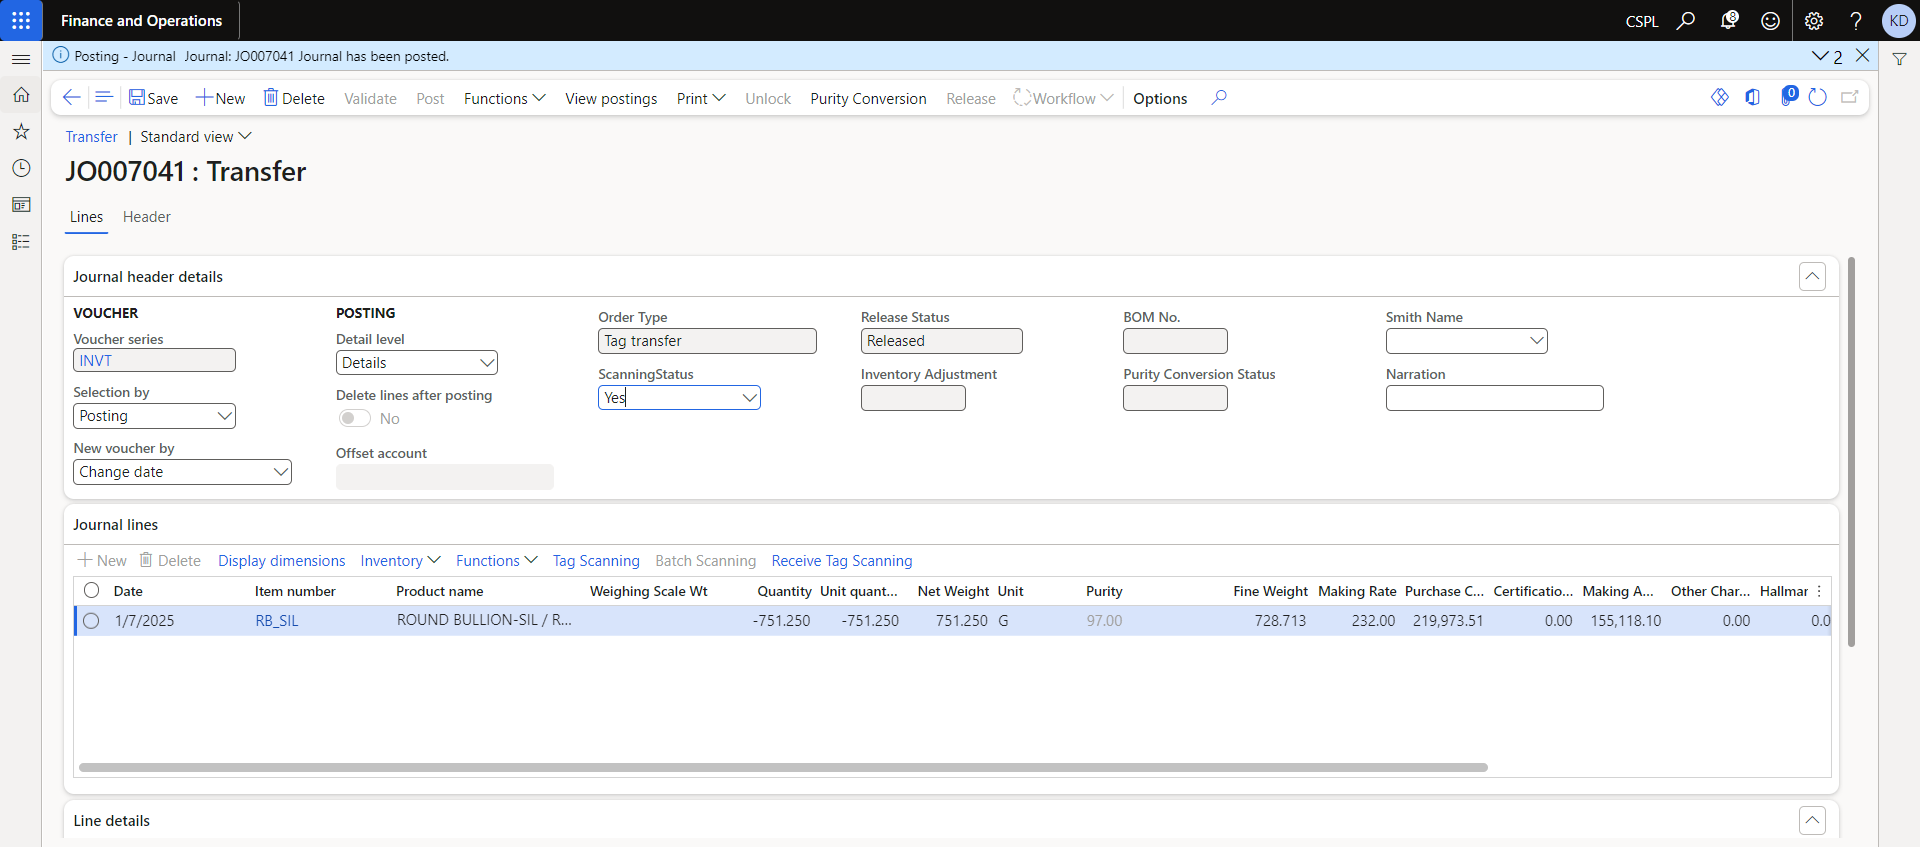 Finance and Operations
CSPL
8
KD
Posting - Journal Journal: JO007041 Journal has been posted.
2
Save New Delete Validate Post Functions View postings Print Unlock Purity Conversion Release Workflow Options
0
Transfer | Standard view
JO007041 : Transfer
Lines Header
Journal header details
VOUCHER
Voucher series
INVT
Selection by
Posting
New voucher by
Change date
POSTING
Detail level
Details
Delete lines after posting
No
Offset account
Order Type
Tag transfer
ScanningStatus
Yes
Release Status
Released
Inventory Adjustment
BOM No.
Purity Conversion Status
Smith Name
Narration
Journal lines
New Delete Display dimensions Inventory Functions Tag Scanning Batch Scanning Receive Tag Scanning
Date Item number Product name Weighing Scale Wt Quantity Unit quant... Net Weight Unit Purity Fine Weight Making Rate Purchase C... Certificatio... Making A... Other Char... Hallmar
1/7/2025 RB_SIL ROUND BULLION-SIL / R... -751.250 -751.250 751.250 G 97.00 728.713 232.00 219,973.51 0.00 155,118.10 0.00 0.0
Line details